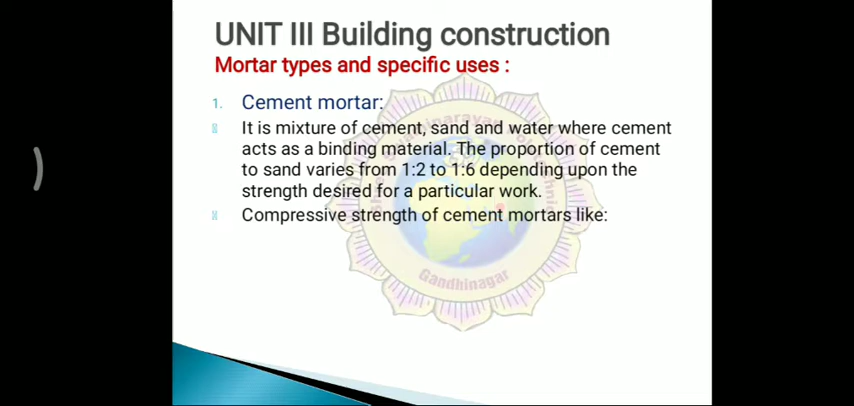 UNIT III Building construction
Mortar types and specific uses :
1. Cement mortar:
It is mixture of cement, sand and water where cement
acts as a binding material. The proportion of cement
to sand varies from 1:2 to 1:6 depending upon the
strength desired for a particular work.
Compressive strength of cement mortars like:
Gandhinagar